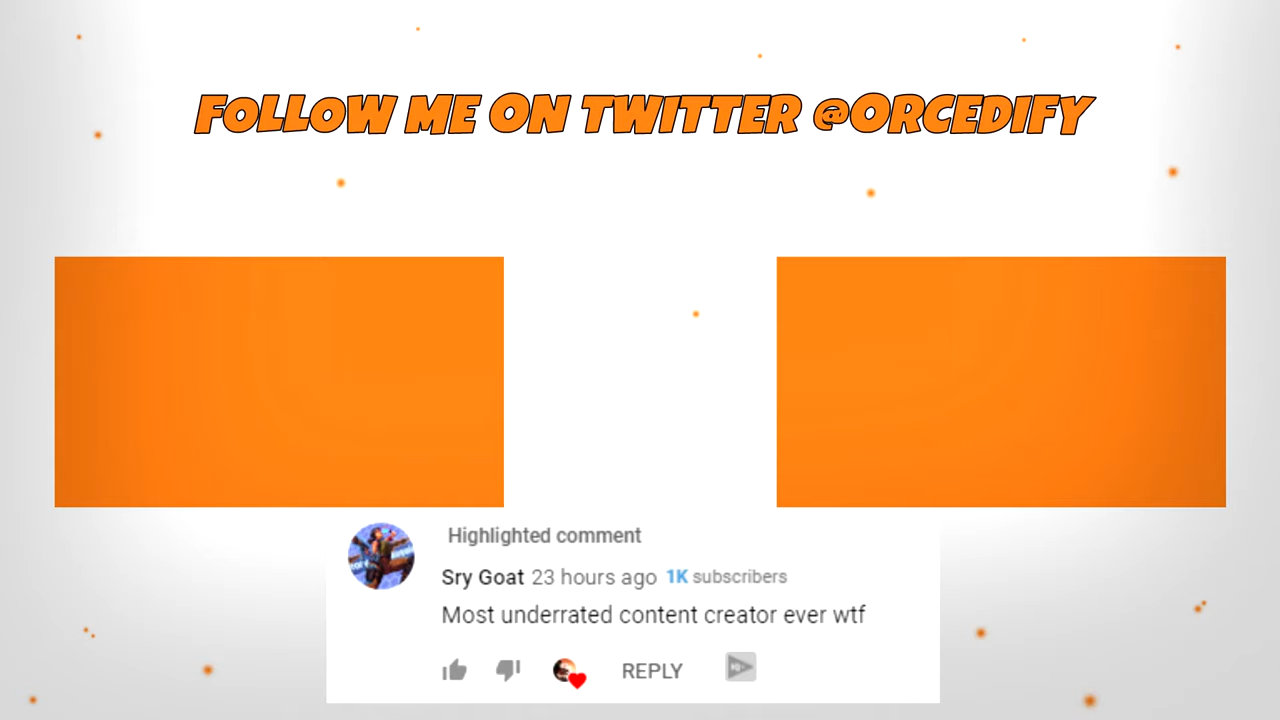 FOLLOW ME ON TWITTER @ORCEDIFY
Highlighted comment
Sry Goat 23 hours ago 1K subscribers
Most underrated content creator ever wtf
REPLY